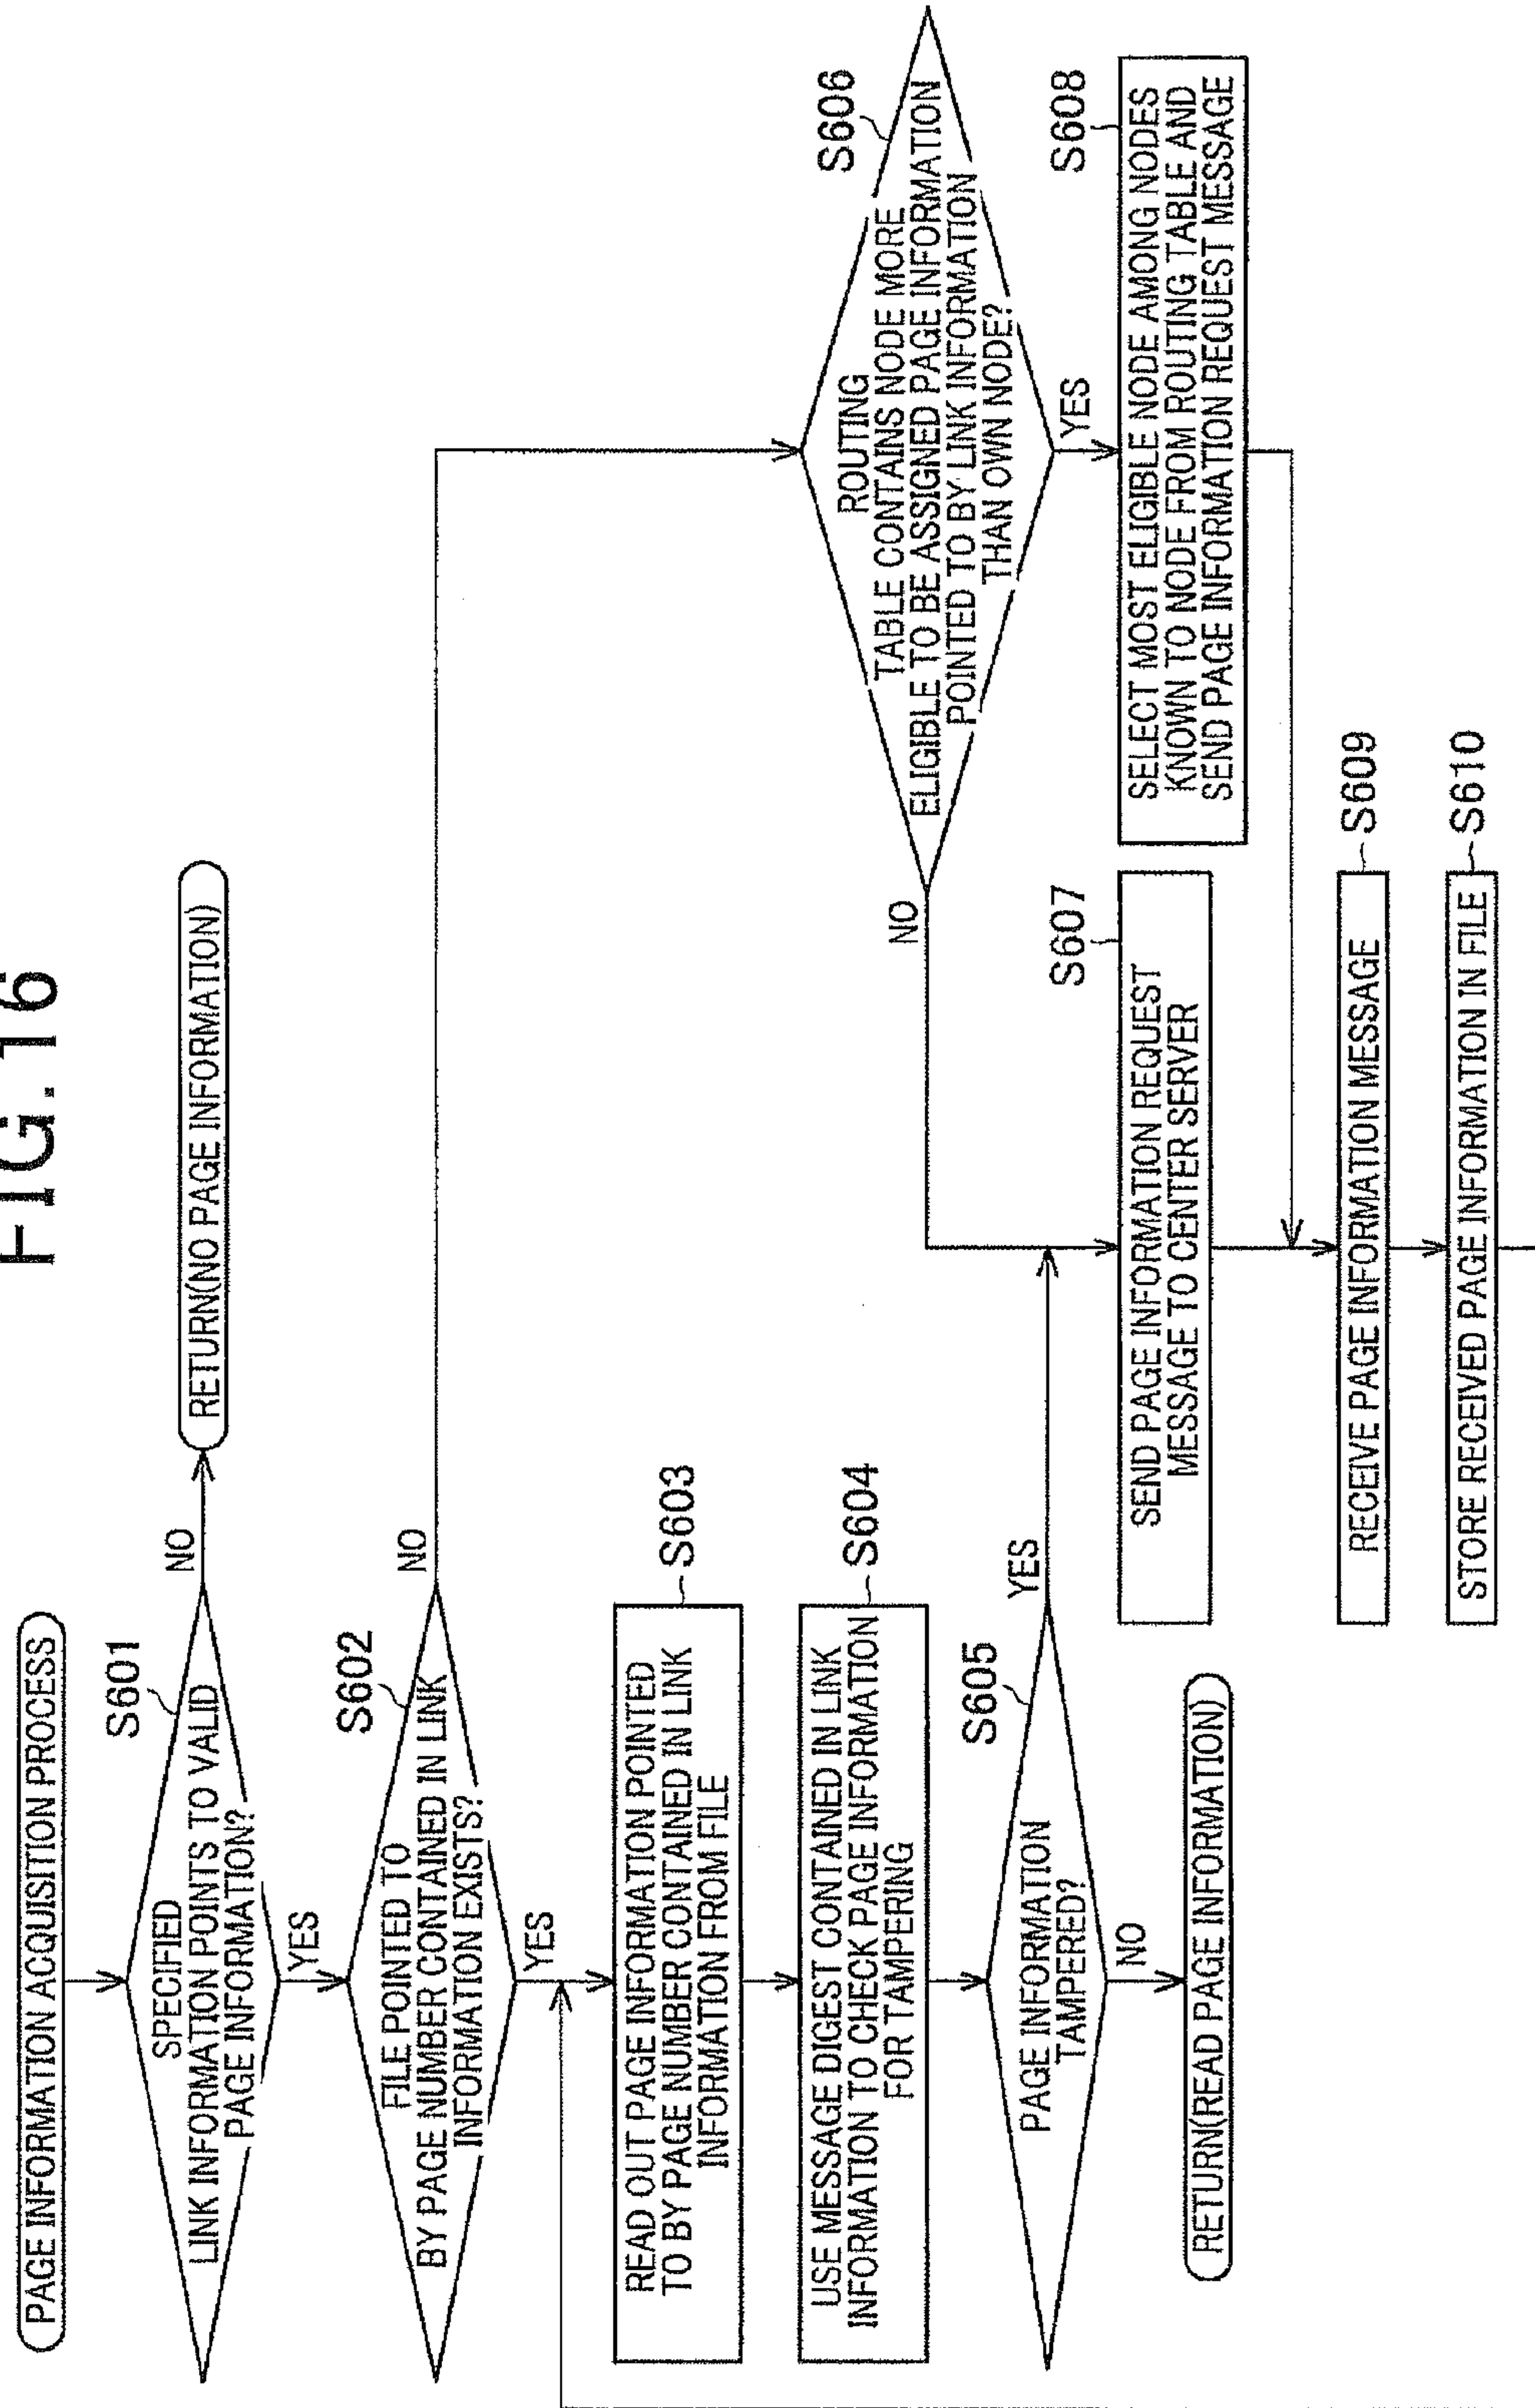 FIG.16
PAGE INFORMATION ACQUISITION PROCESS
S601
SPECIFIED
LINK INFORMATION POINTS TO VALID
PAGE INFORMATION?
NO
RETURN(NO PAGE INFORMATION)
YES
S602
FILE POINTED TO
BY PAGE NUMBER CONTAINED IN LINK
INFORMATION EXISTS?
NO
YES
S603
READ OUT PAGE INFORMATION POINTED
TO BY PAGE NUMBER CONTAINED IN LINK
INFORMATION FROM FILE
S604
USE MESSAGE DIGEST CONTAINED IN LINK
INFORMATION TO CHECK PAGE INFORMATION
FOR TAMPERING
S605
PAGE INFORMATION
TAMPERED?
YES
NO
RETURN(READ PAGE INFORMATION)
S606
ROUTING
TABLE CONTAINS NODE MORE
ELIGIBLE TO BE ASSIGNED PAGE INFORMATION
POINTED TO BY LINK INFORMATION
THAN OWN NODE?
NO
YES
S607
SEND PAGE INFORMATION REQUEST
MESSAGE TO CENTER SERVER
S608
SELECT MOST ELIGIBLE NODE AMONG NODES
KNOWN TO NODE FROM ROUTING TABLE AND
SEND PAGE INFORMATION REQUEST MESSAGE
RECEIVE PAGE INFORMATION MESSAGE
S609
STORE RECEIVED PAGE INFORMATION IN FILE
S610